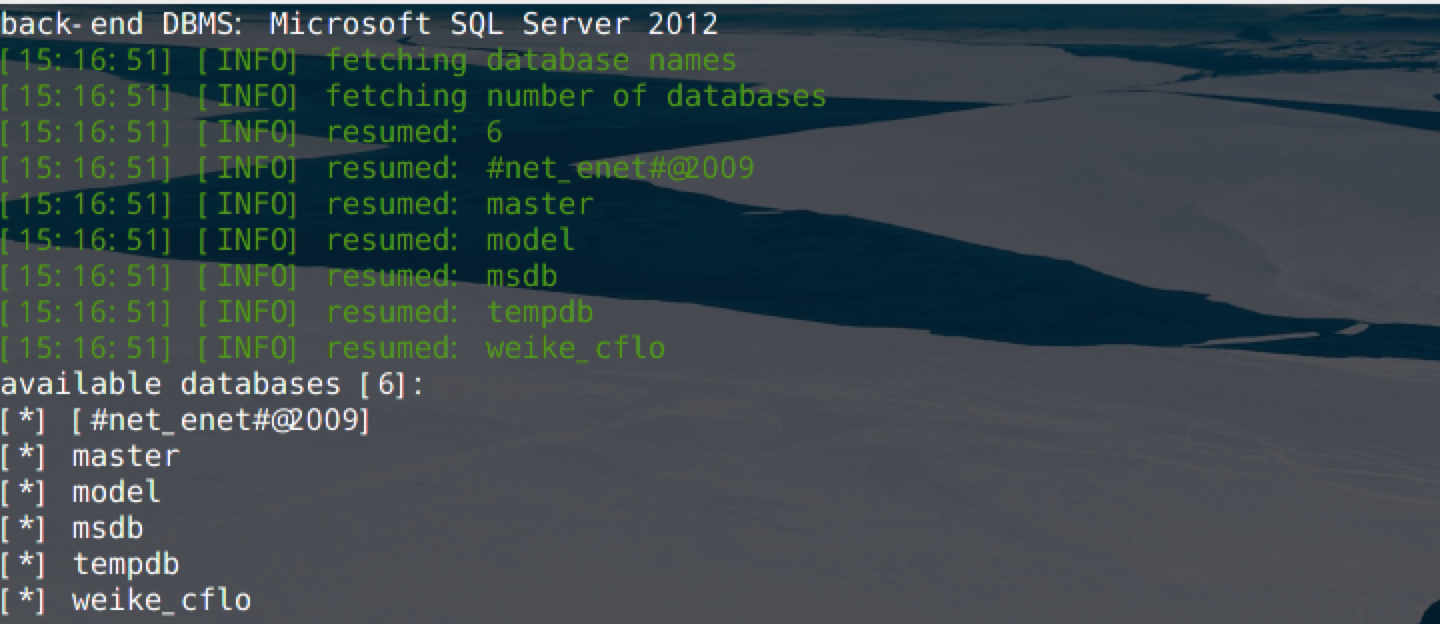 back-end DBMS: Microsoft SQL Server 2012
[15:16:51] [INFO] fetching database names
[15:16:51] [INFO] fetching number of databases
[15:16:51] [INFO] resumed: 6
[15:16:51] [INFO] resumed: #net_enet#@2009
[15:16:51] [INFO] resumed: master
[15:16:51] [INFO] resumed: model
[15:16:51] [INFO] resumed: msdb
[15:16:51] [INFO] resumed: tempdb
[15:16:51] [INFO] resumed: weike_cflo
available databases [6]:
[*] [#net_enet#@2009]
[*] master
[*] model
[*] msdb
[*] tempdb
[*] weike_cflo